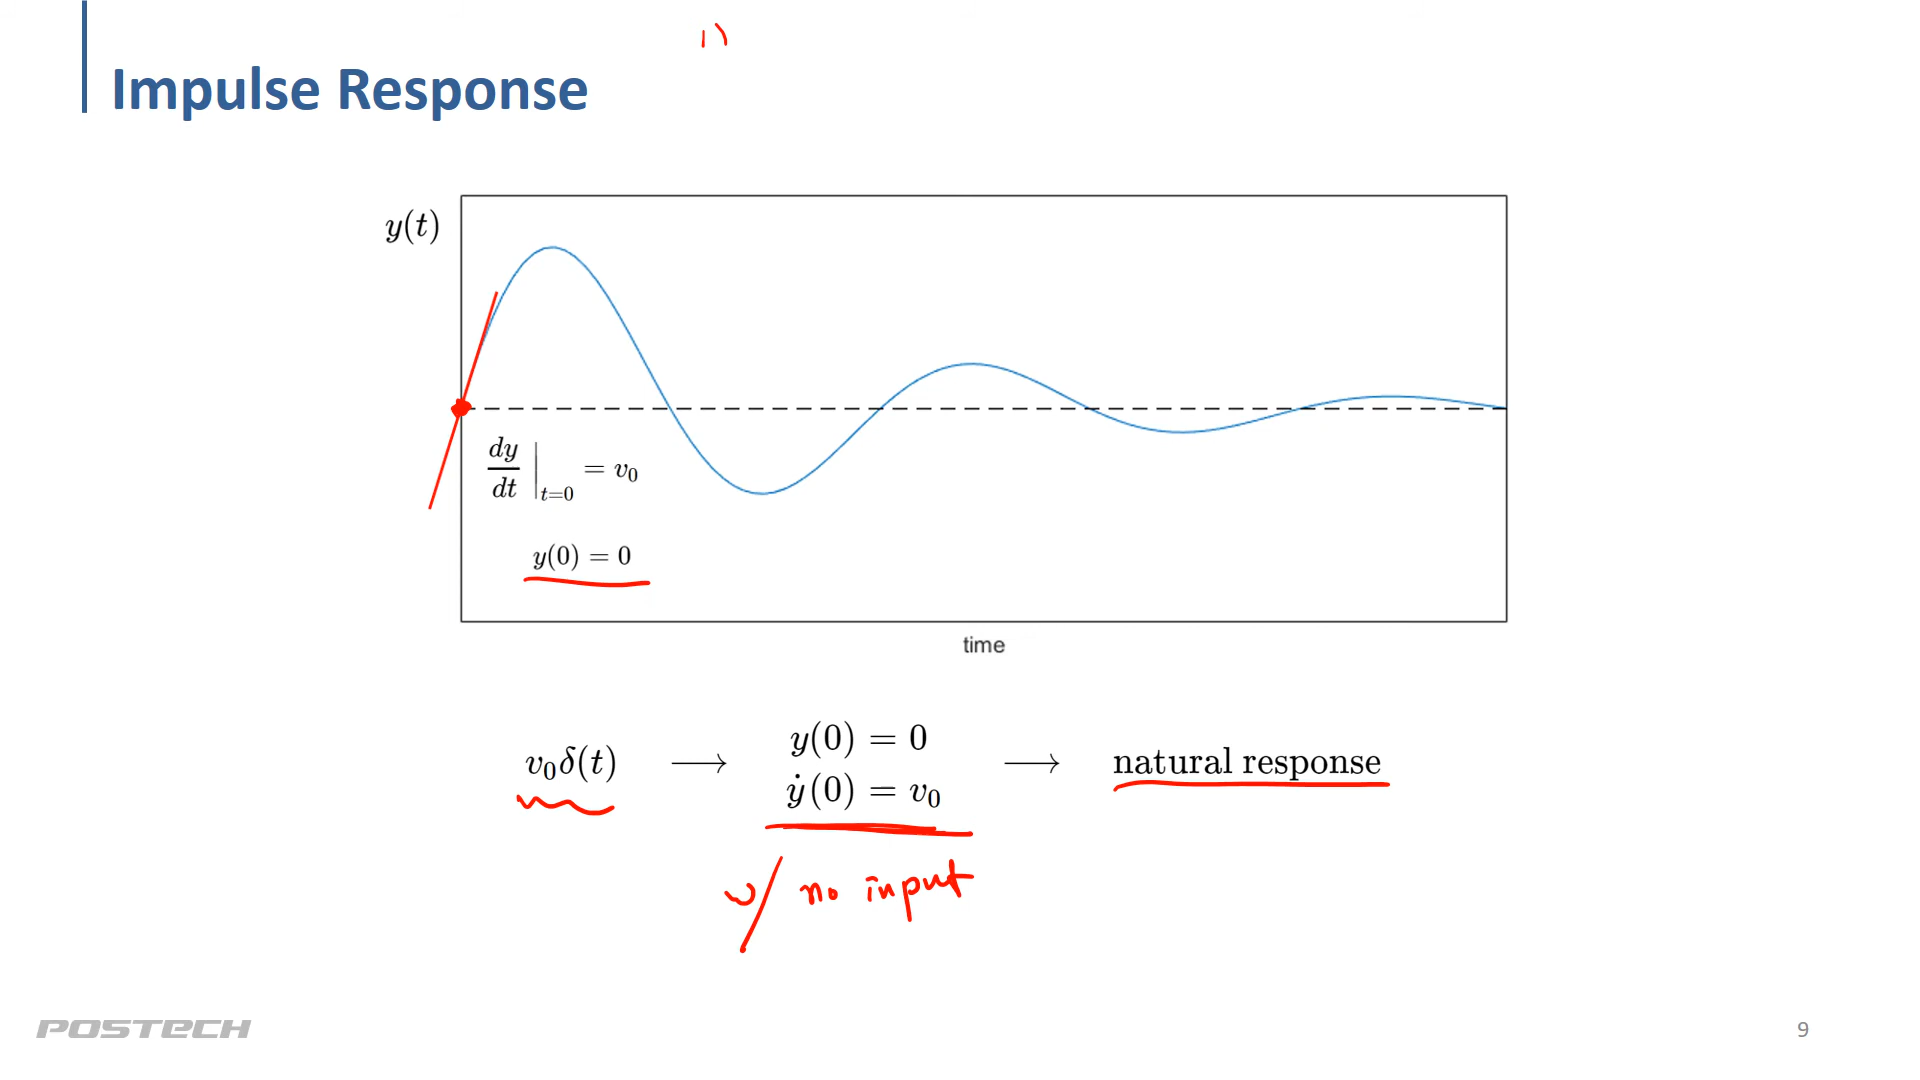 Impulse Response
y(t)
dy/dt |t=0 = v₀
y(0) = 0
time
v₀δ(t) ⟶ y(0) = 0 ⟶ natural response
ẏ(0) = v₀
w/ no input
POSTECH
9